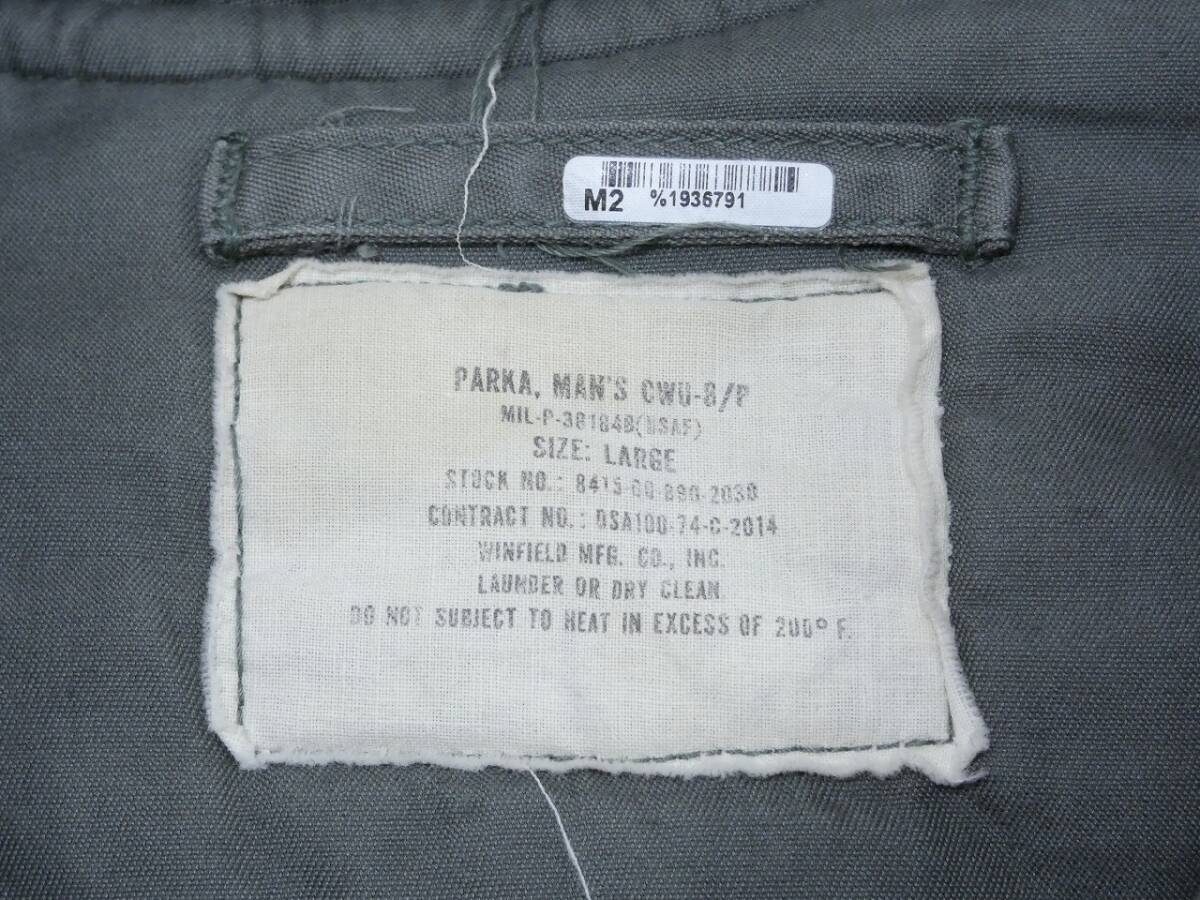 M2 %1936791
PARKA, MAN'S CWU-8/P
MIL-P-38184B(USAF)
SIZE: LARGE
STOCK NO.: 8415-00-890-2030
CONTRACT NO.: DSA100-74-C-2014
WINFIELD MFG. CO., INC.
LAUNDER OR DRY CLEAN.
DO NOT SUBJECT TO HEAT IN EXCESS OF 200° F.